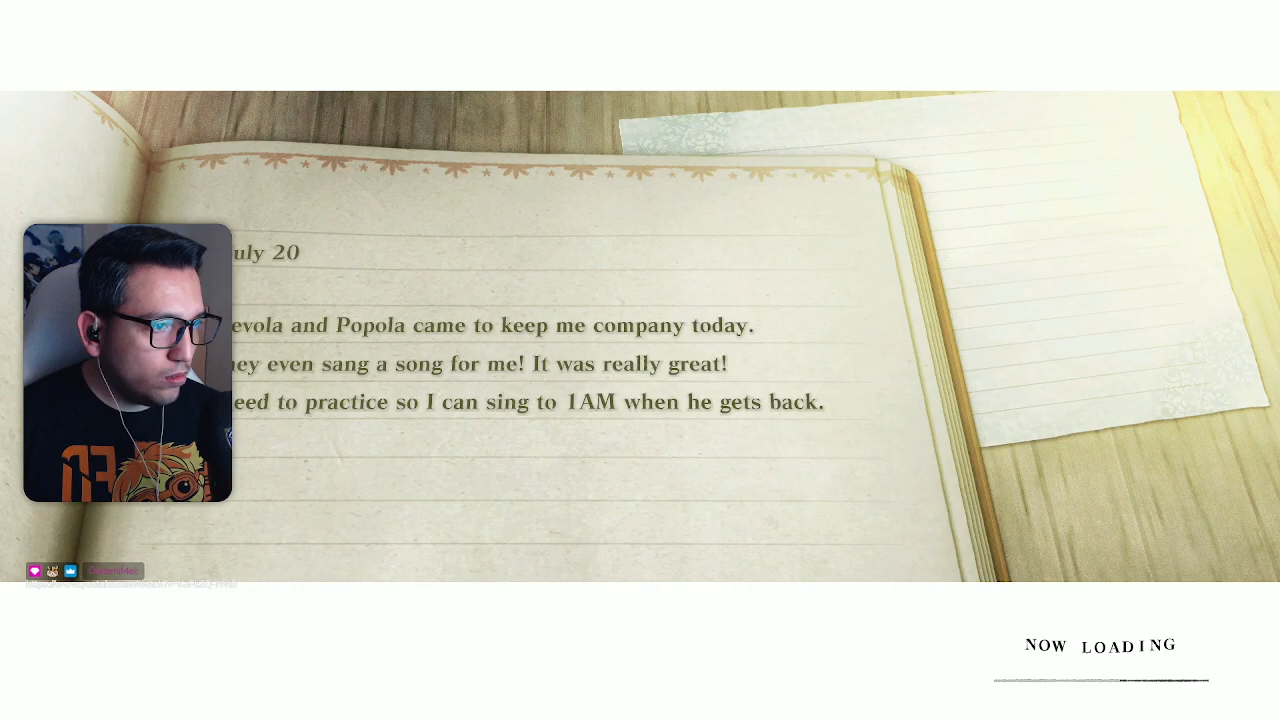 uly 20
evola and Popola came to keep me company today.
hey even sang a song for me! It was really great!
eed to practice so I can sing to 1AM when he gets back.
NOW LOADING